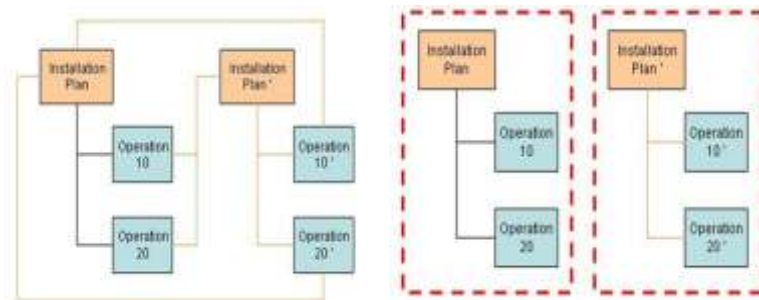 Installation
Plan
Installation
Plan '
Operation
10
Operation
10 '
Operation
20
Operation
20 '
Installation
Plan
Installation
Plan '
Operation
10
Operation
10 '
Operation
20
Operation
20 '